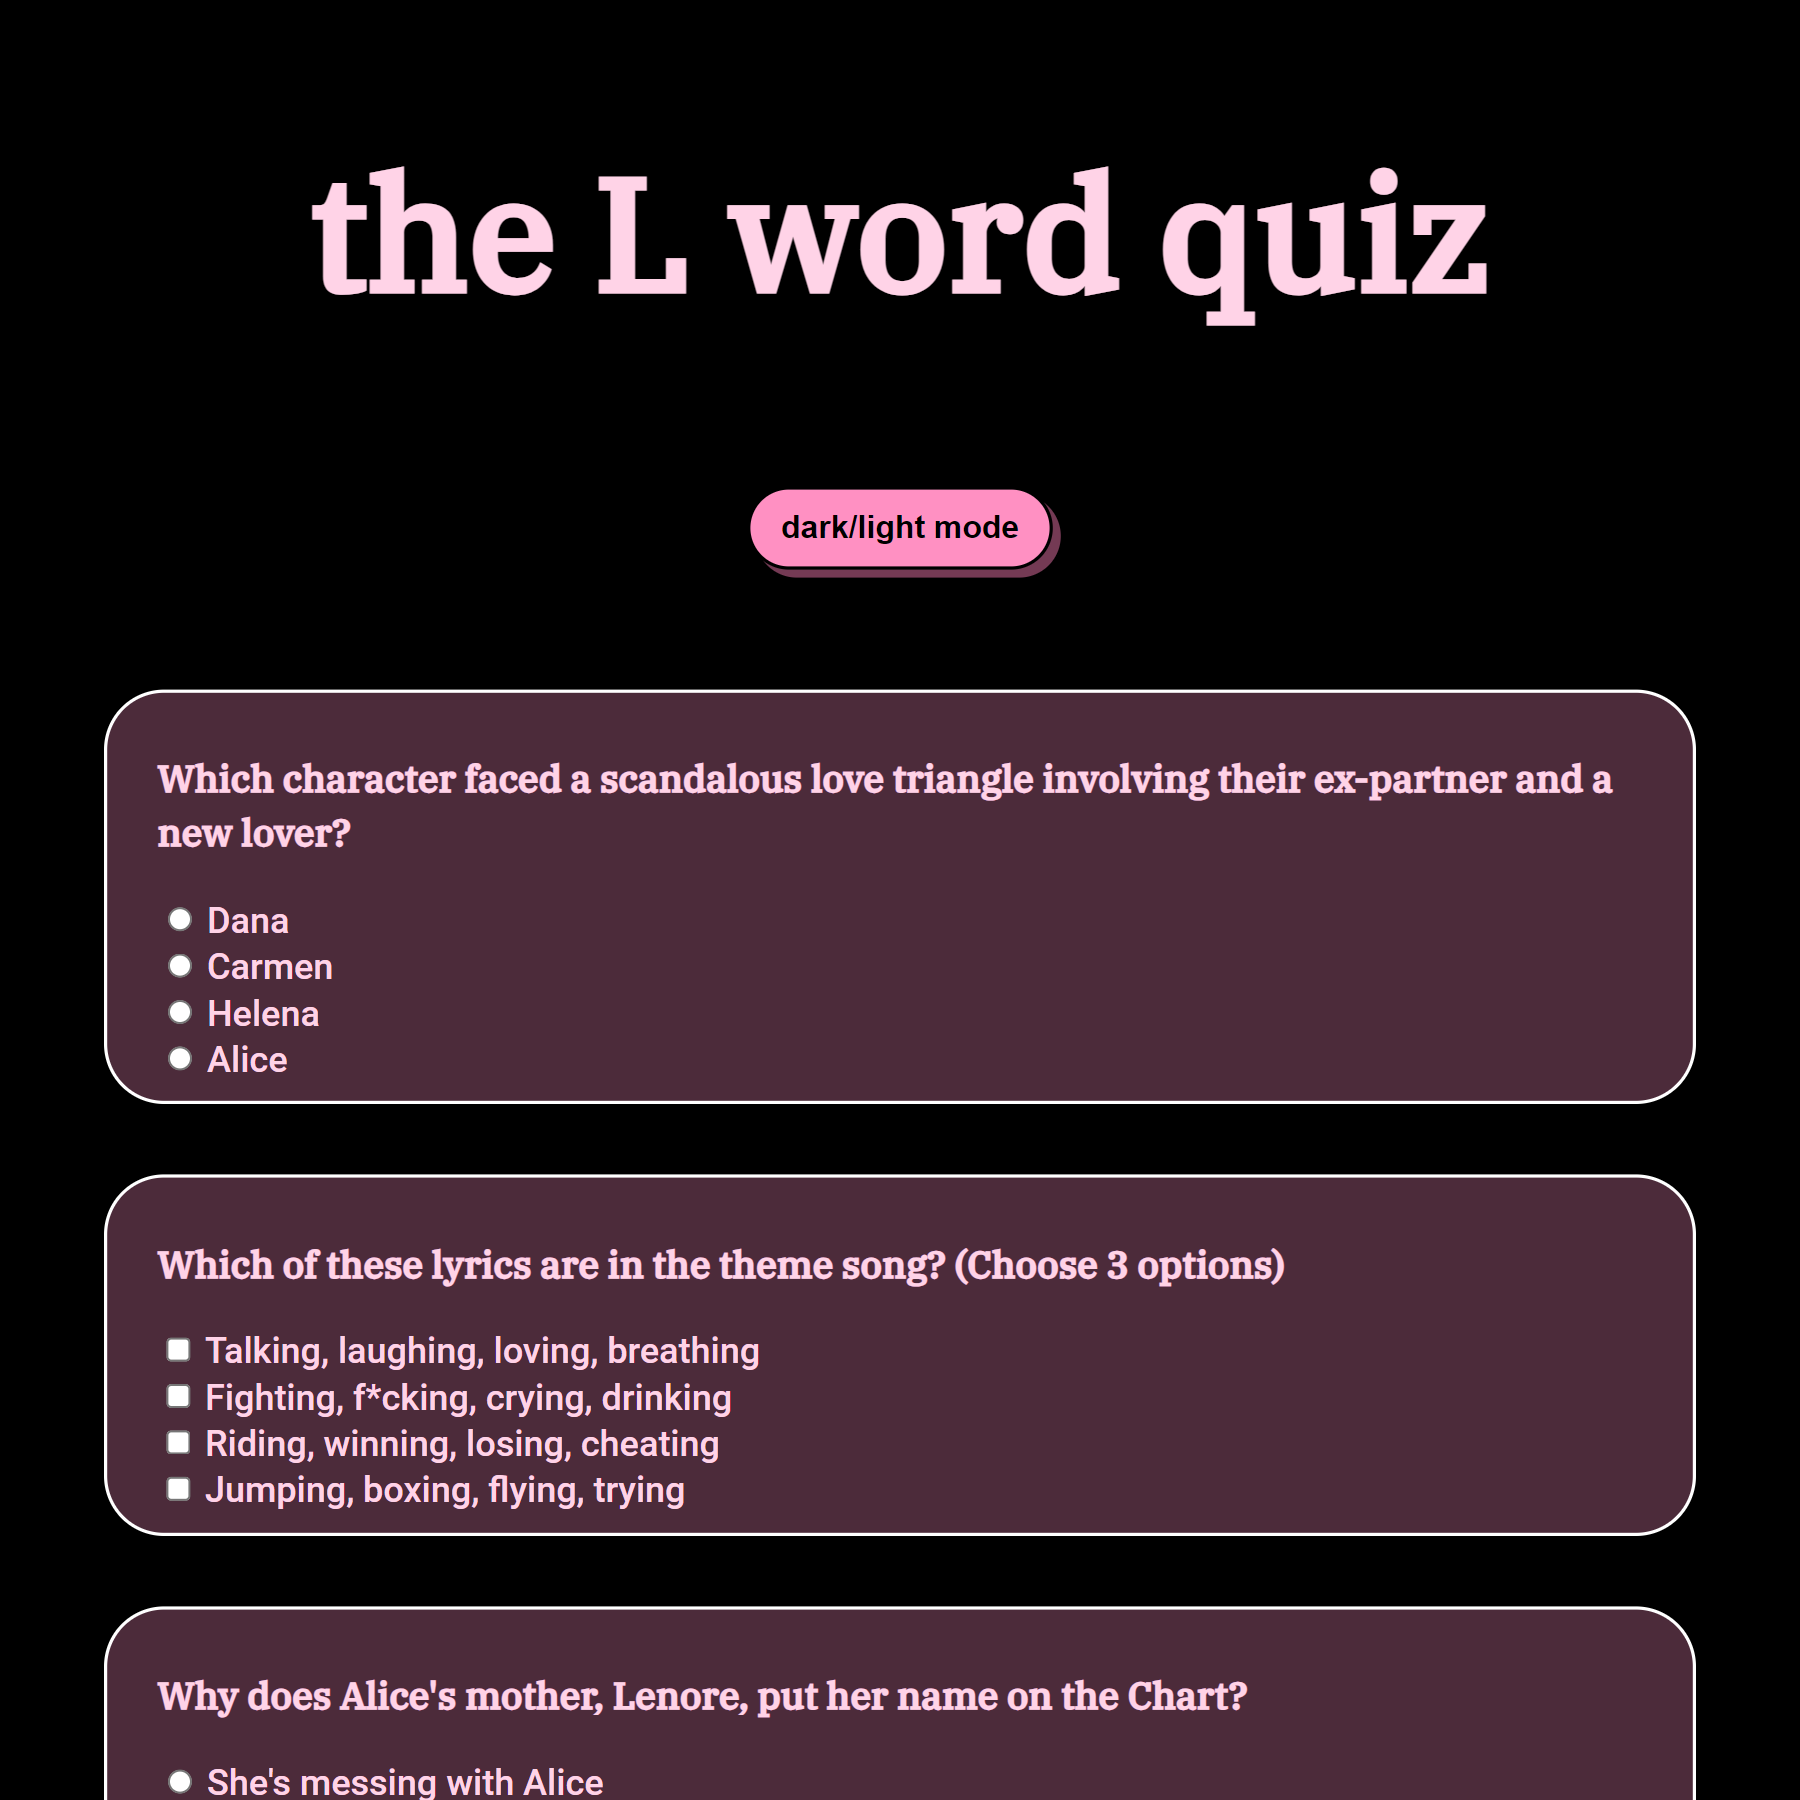 the L word quiz
dark/light mode
Which character faced a scandalous love triangle involving their ex-partner and a
new lover?
Dana
Carmen
Helena
Alice
Which of these lyrics are in the theme song? (Choose 3 options)
Talking, laughing, loving, breathing
Fighting, f*cking, crying, drinking
Riding, winning, losing, cheating
Jumping, boxing, flying, trying
Why does Alice's mother, Lenore, put her name on the Chart?
She's messing with Alice